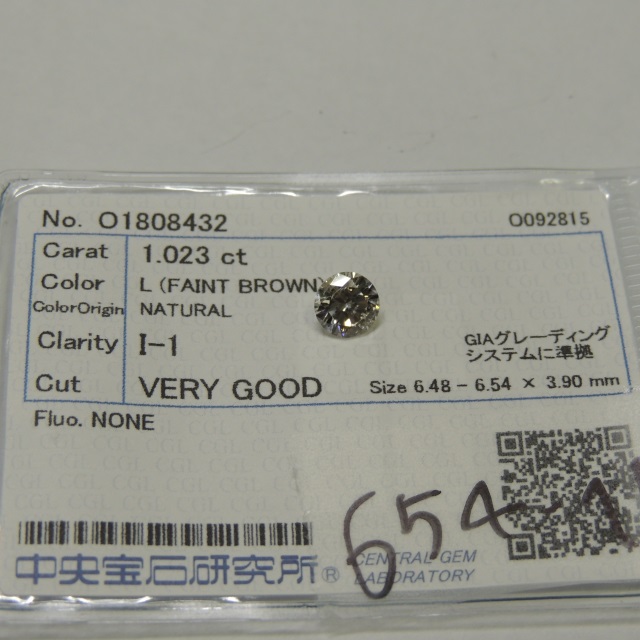 No. O1808432
O092815
Carat 1.023 ct
Color L (FAINT BROWN)
ColorOrigin NATURAL
Clarity I-1
GIAグレーディング
システムに準拠
Cut VERY GOOD Size 6.48 - 6.54 × 3.90 mm
Fluo. NONE
654-
中央宝石研究所® CENTRAL GEM
LABORATORY